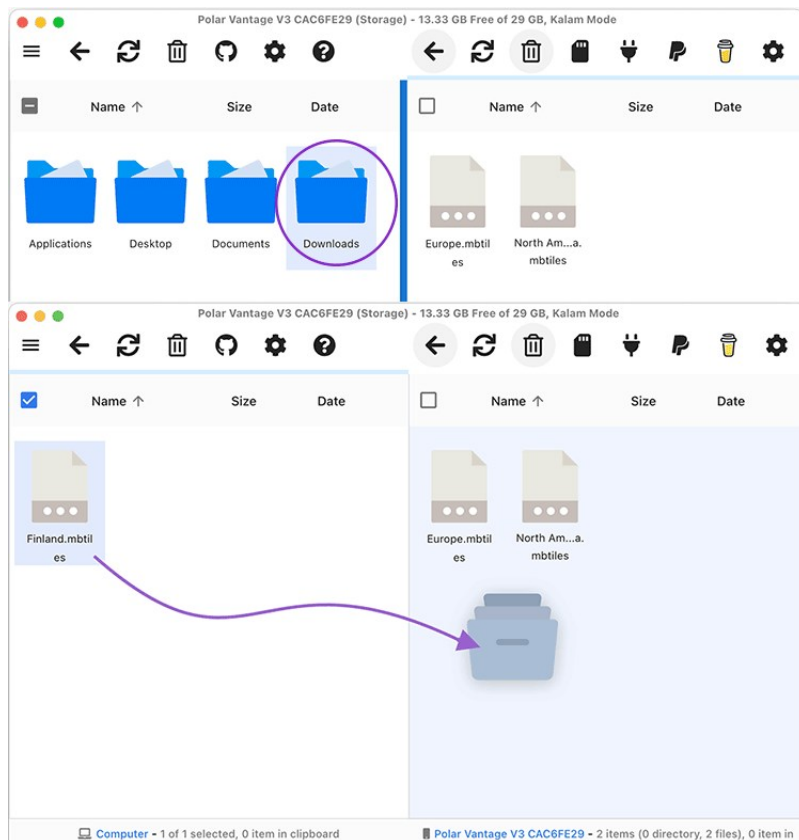 Polar Vantage V3 CAC6FE29 (Storage) - 13.33 GB Free of 29 GB, Kalam Mode
Name ↑ Size Date Name ↑ Size Date
Applications Desktop Documents Downloads Europe.mbtil North Am...a.
es mbtiles
Polar Vantage V3 CAC6FE29 (Storage) - 13.33 GB Free of 29 GB, Kalam Mode
Name ↑ Size Date Name ↑ Size Date
Finland.mbtil Europe.mbtil North Am...a.
es es mbtiles
Computer - 1 of 1 selected, 0 item in clipboard Polar Vantage V3 CAC6FE29 - 2 items (0 directory, 2 files), 0 item in